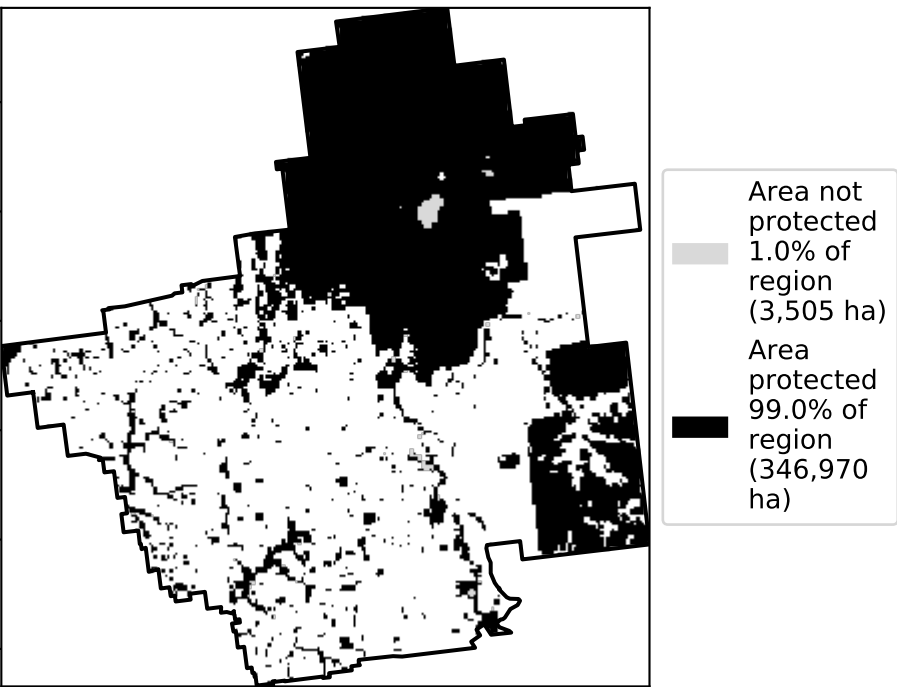 Area not
protected
1.0% of
region
(3,505 ha)
Area
protected
99.0% of
region
(346,970
ha)